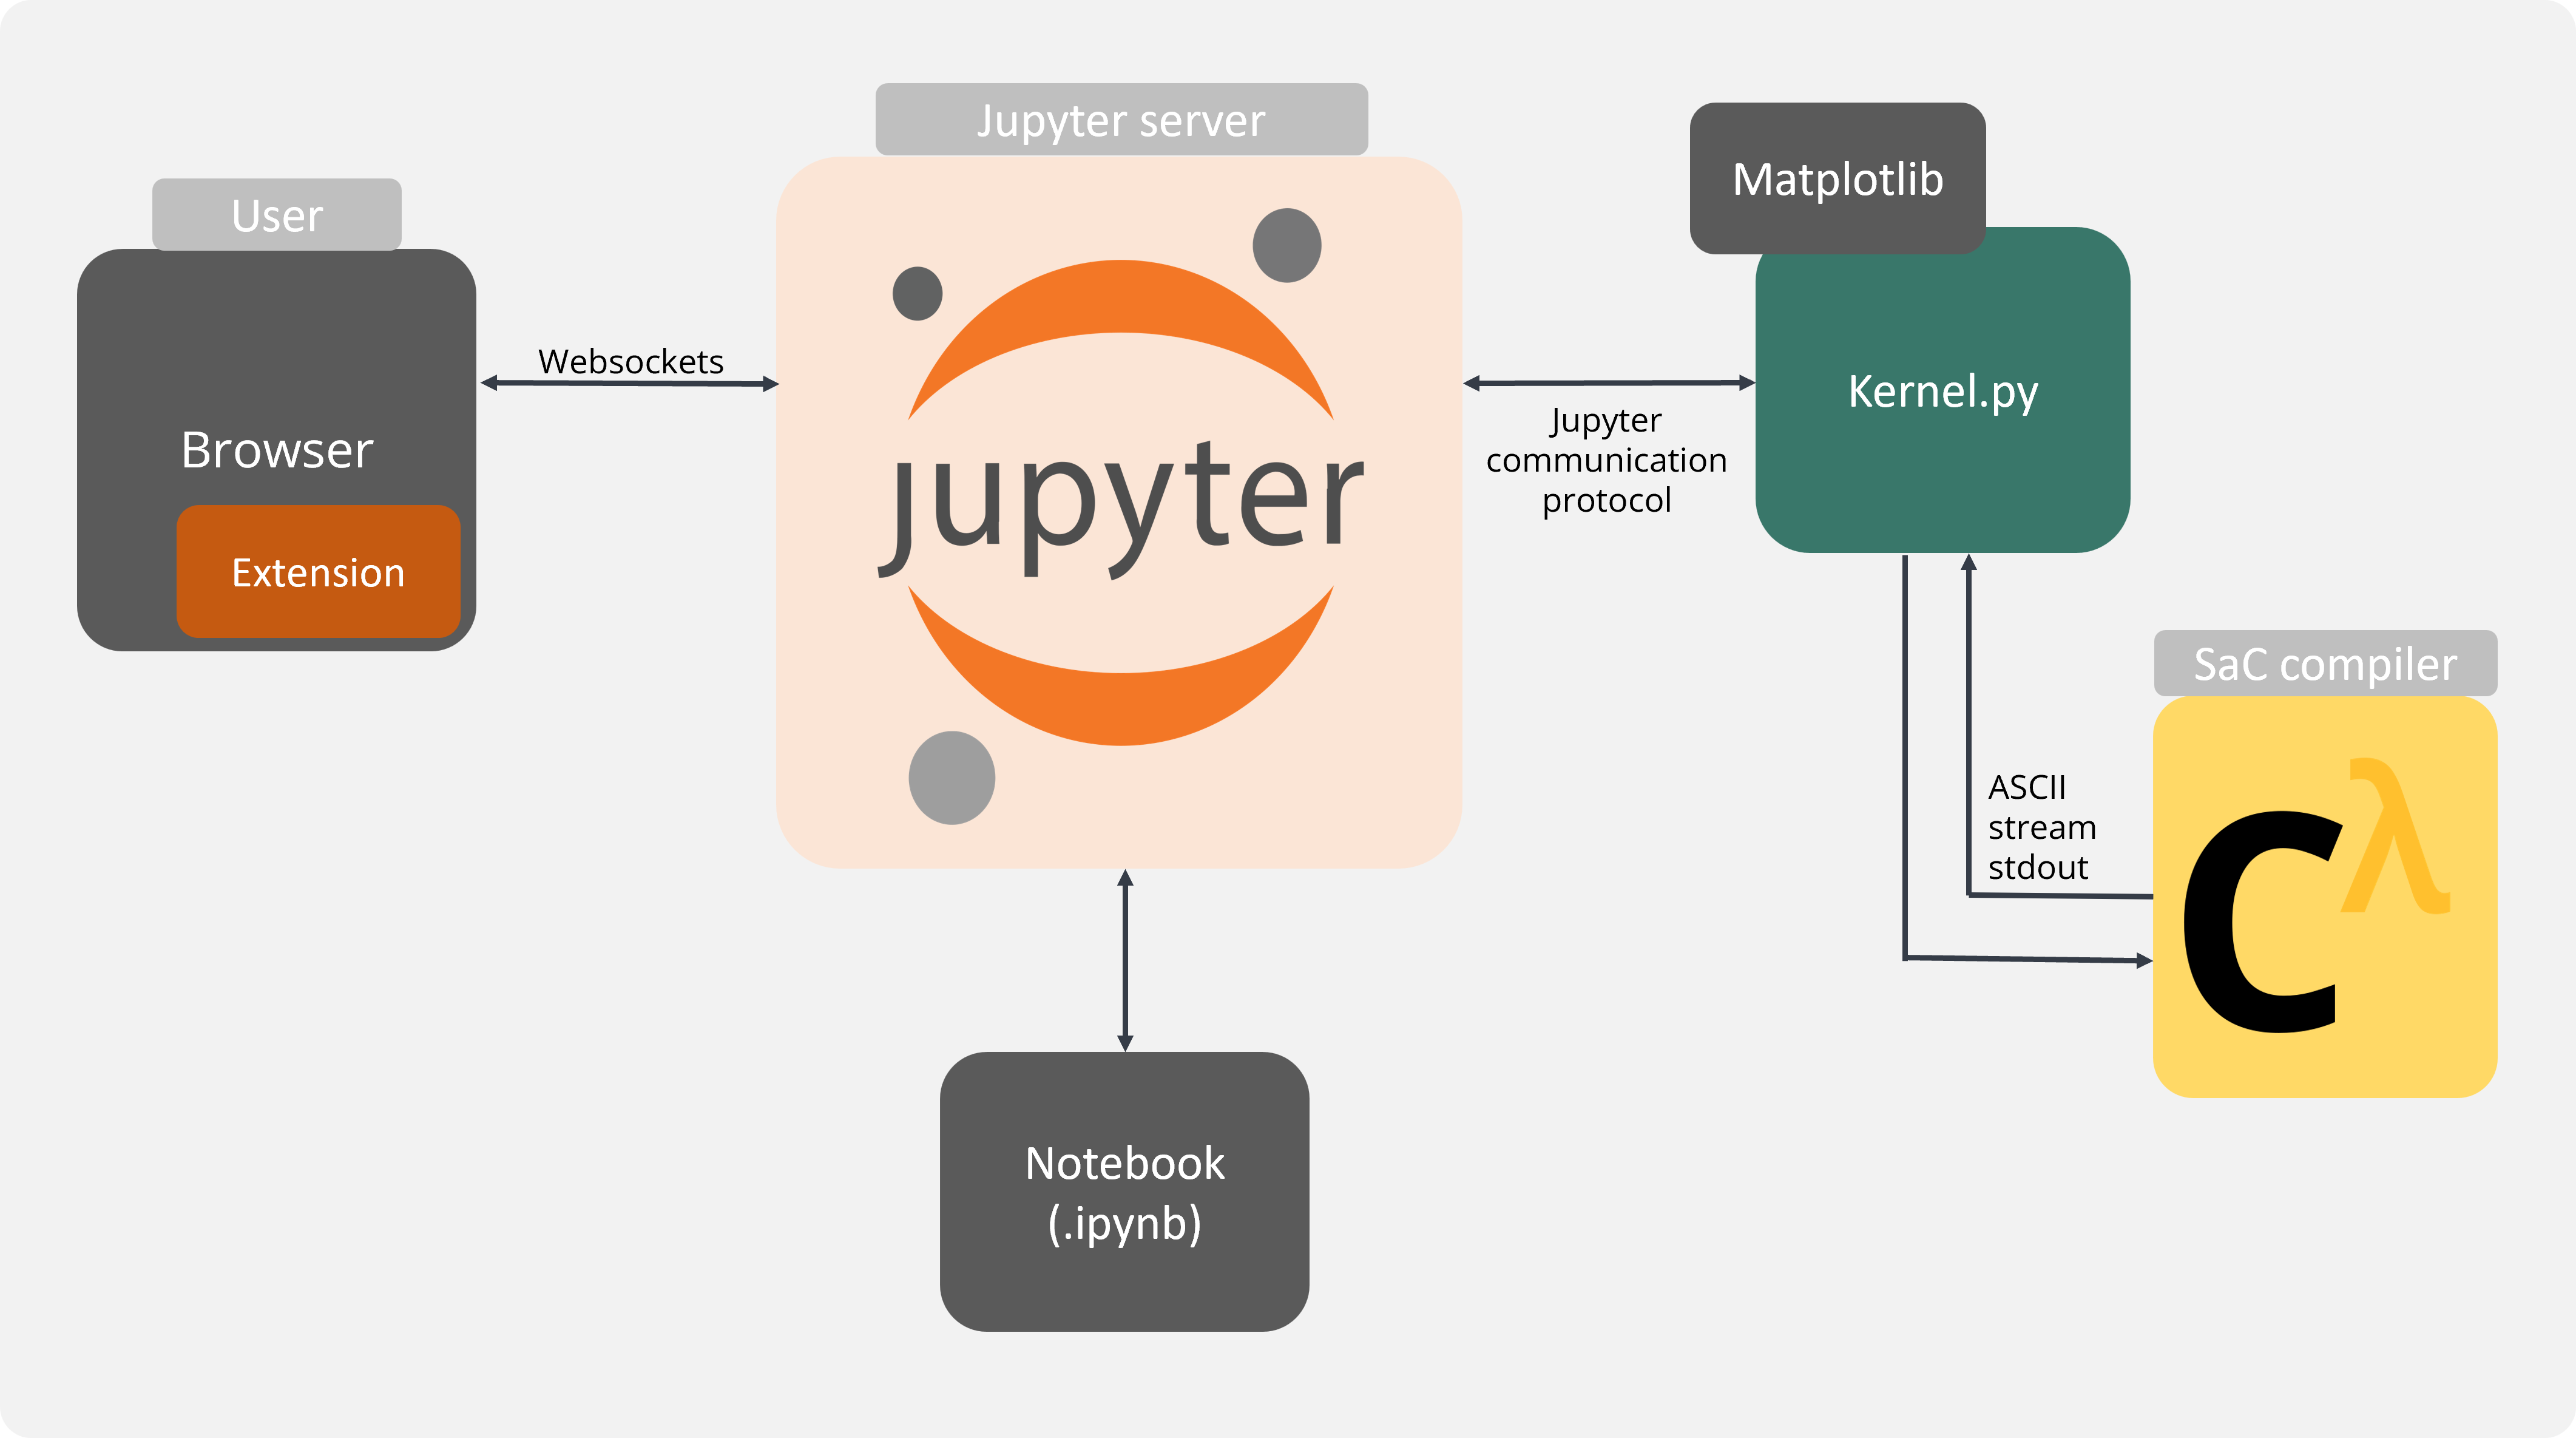 Jupyter server
Matplotlib
User
Websockets
Browser
Extension
jupyter
Jupyter
communication
protocol
Kernel.py
SaC compiler
ASCII
stream
stdout
C λ
Notebook
(.ipynb)